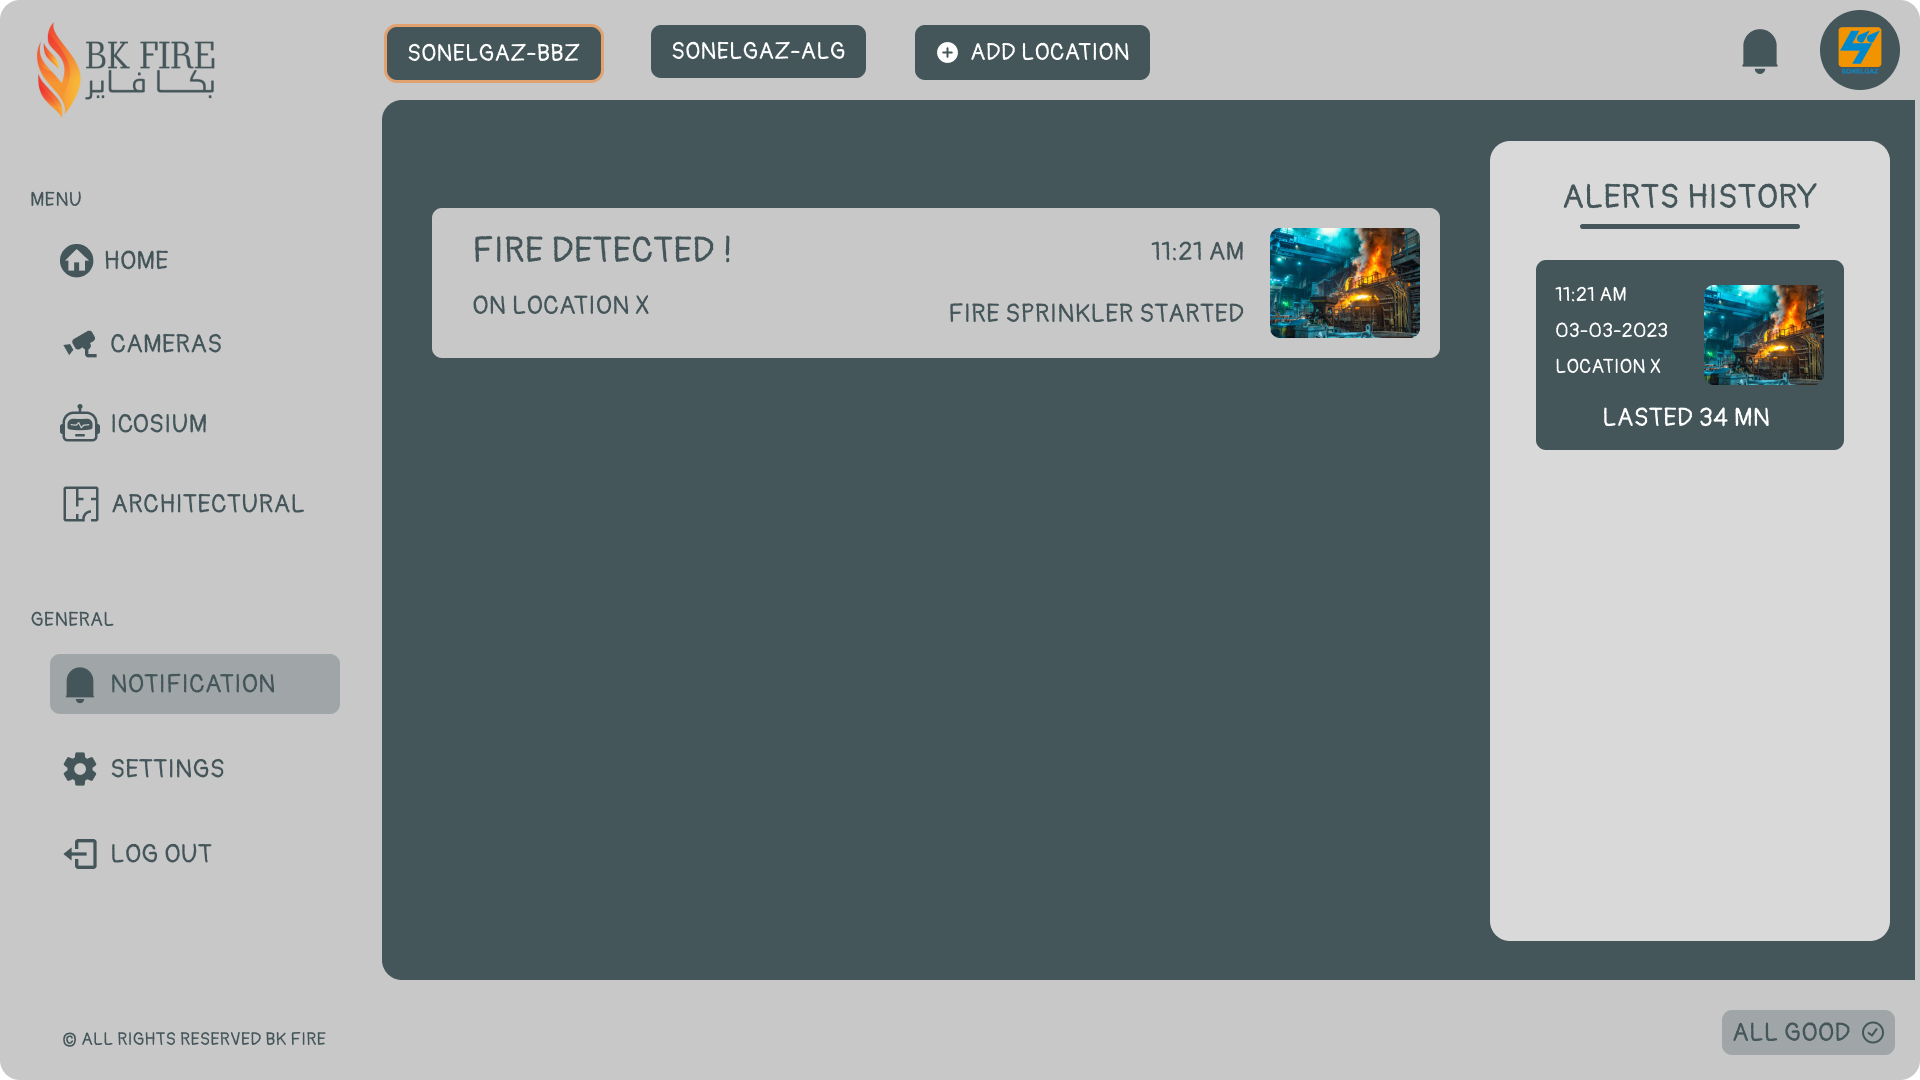 BK FIRE
بكا فاير
SONELGAZ-BBZ
SONELGAZ-ALG
ADD LOCATION
SONELGAZ
MENU
HOME
CAMERAS
ICOSIUM
ARCHITECTURAL
GENERAL
NOTIFICATION
SETTINGS
LOG OUT
FIRE DETECTED !
11:21 AM
ON LOCATION X
FIRE SPRINKLER STARTED
ALERTS HISTORY
11:21 AM
03-03-2023
LOCATION X
LASTED 34 MN
© ALL RIGHTS RESERVED BK FIRE
ALL GOOD